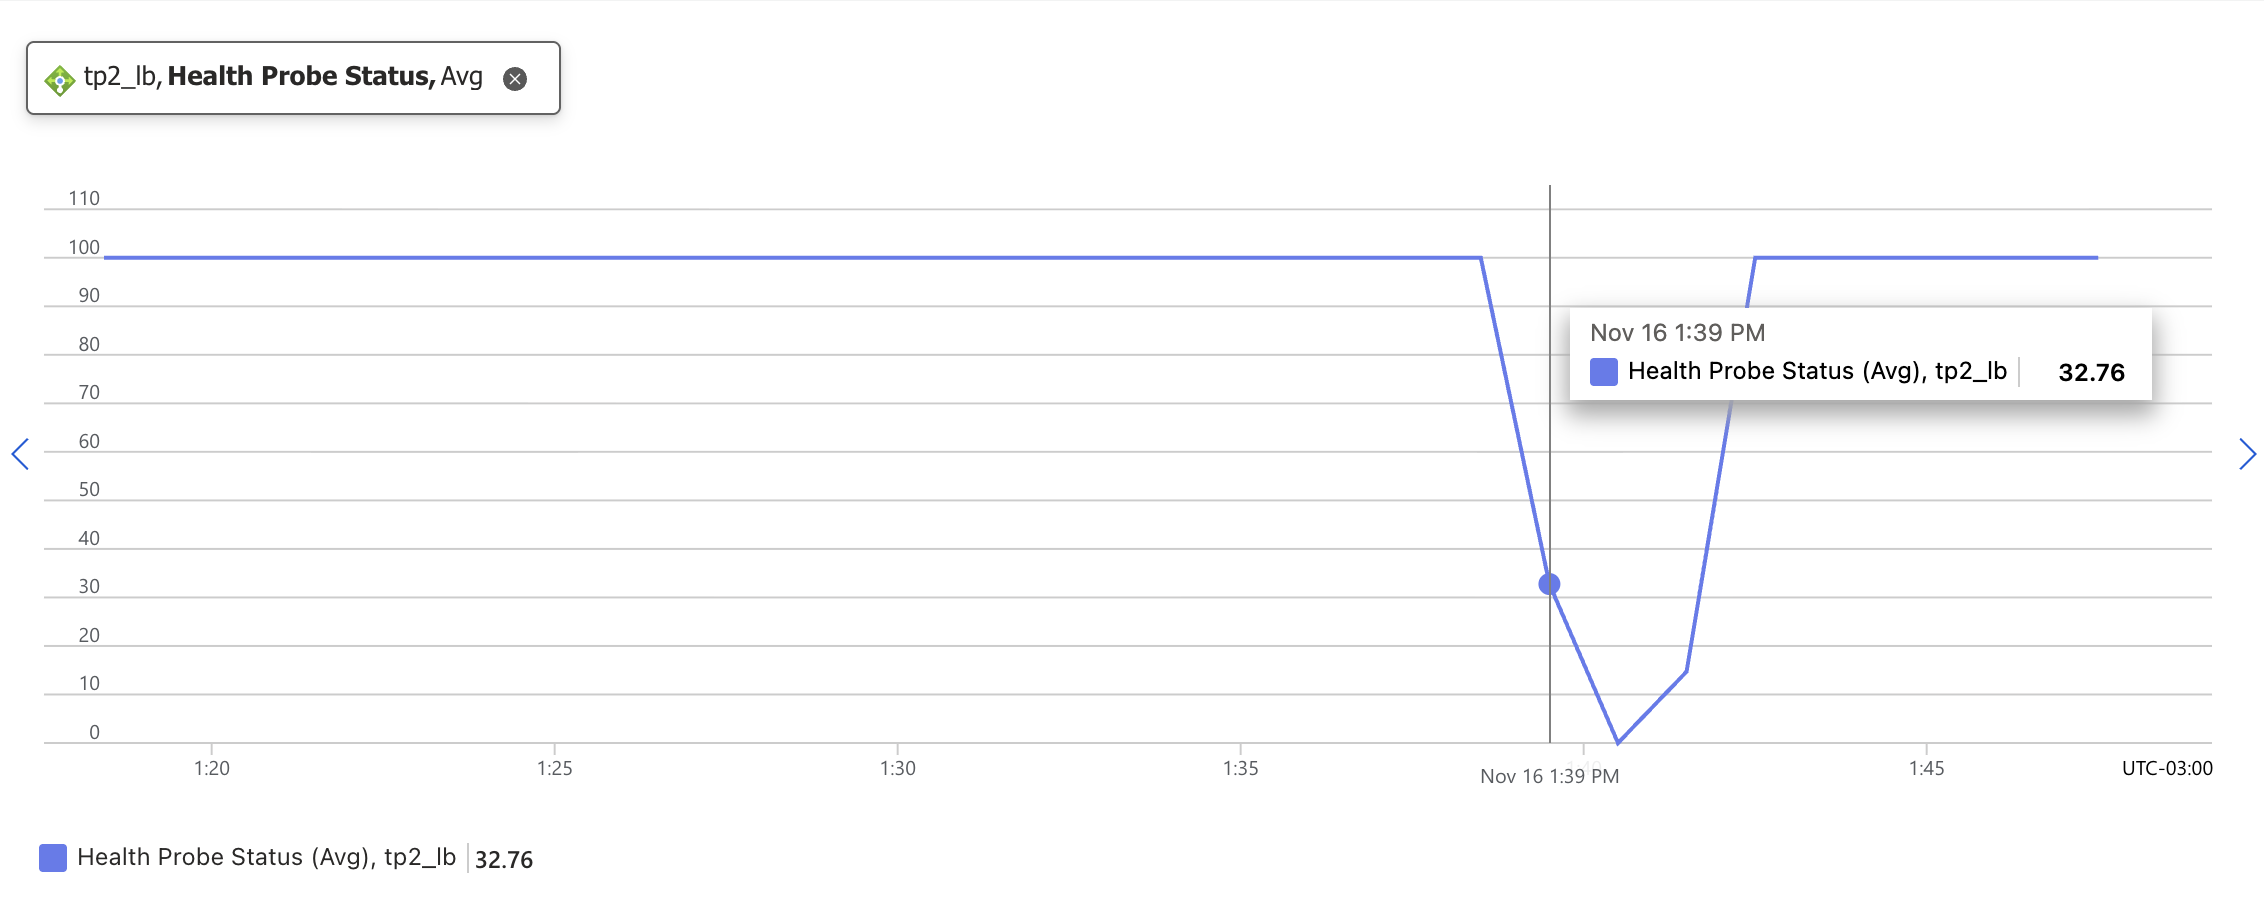 tp2_lb, Health Probe Status, Avg
110
100
90
80
70
60
50
40
30
20
10
0
Nov 16 1:39 PM
Health Probe Status (Avg), tp2_lb 32.76
1:20 1:25 1:30 1:35 Nov 16 1:39 PM 1:45 UTC-03:00
Health Probe Status (Avg), tp2_lb 32.76